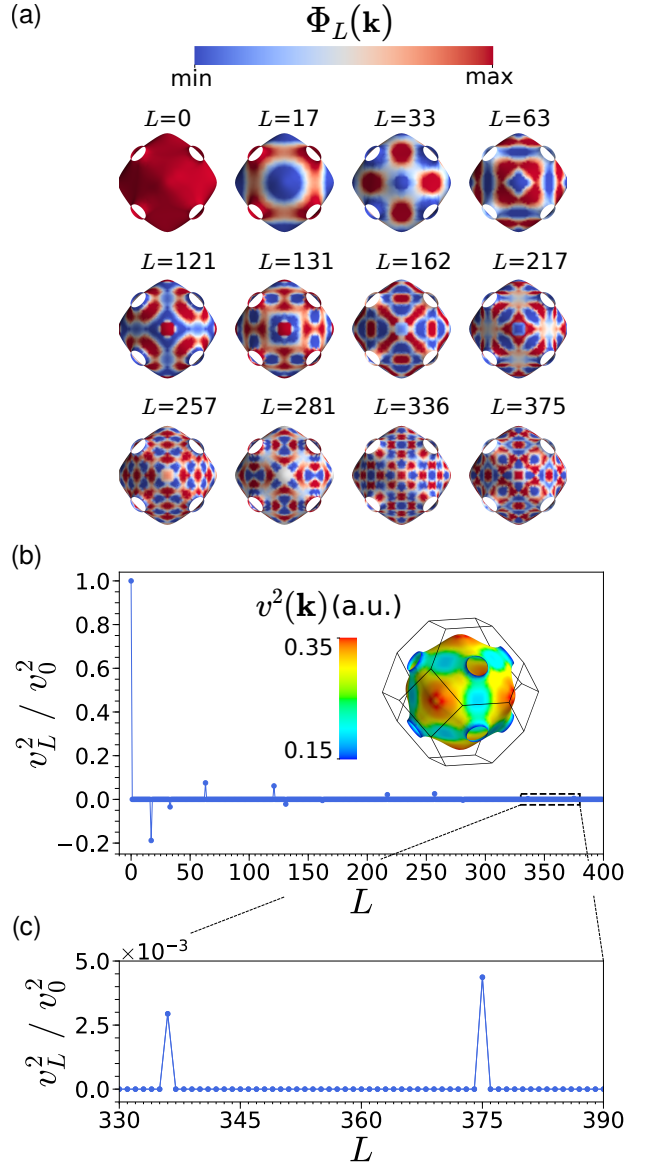 (a)
Φ_L(k)
min max
L=0 L=17 L=33 L=63
L=121 L=131 L=162 L=217
L=257 L=281 L=336 L=375
(b)
v²(k) (a.u.)
0.35
0.15
v²_L / v²_0
1.0
0.8
0.6
0.4
0.2
0.0
−0.2
0 50 100 150 200 250 300 350 400
L
(c)
×10⁻³
v²_L / v²_0
5.0
2.5
0.0
330 345 360 375 390
L